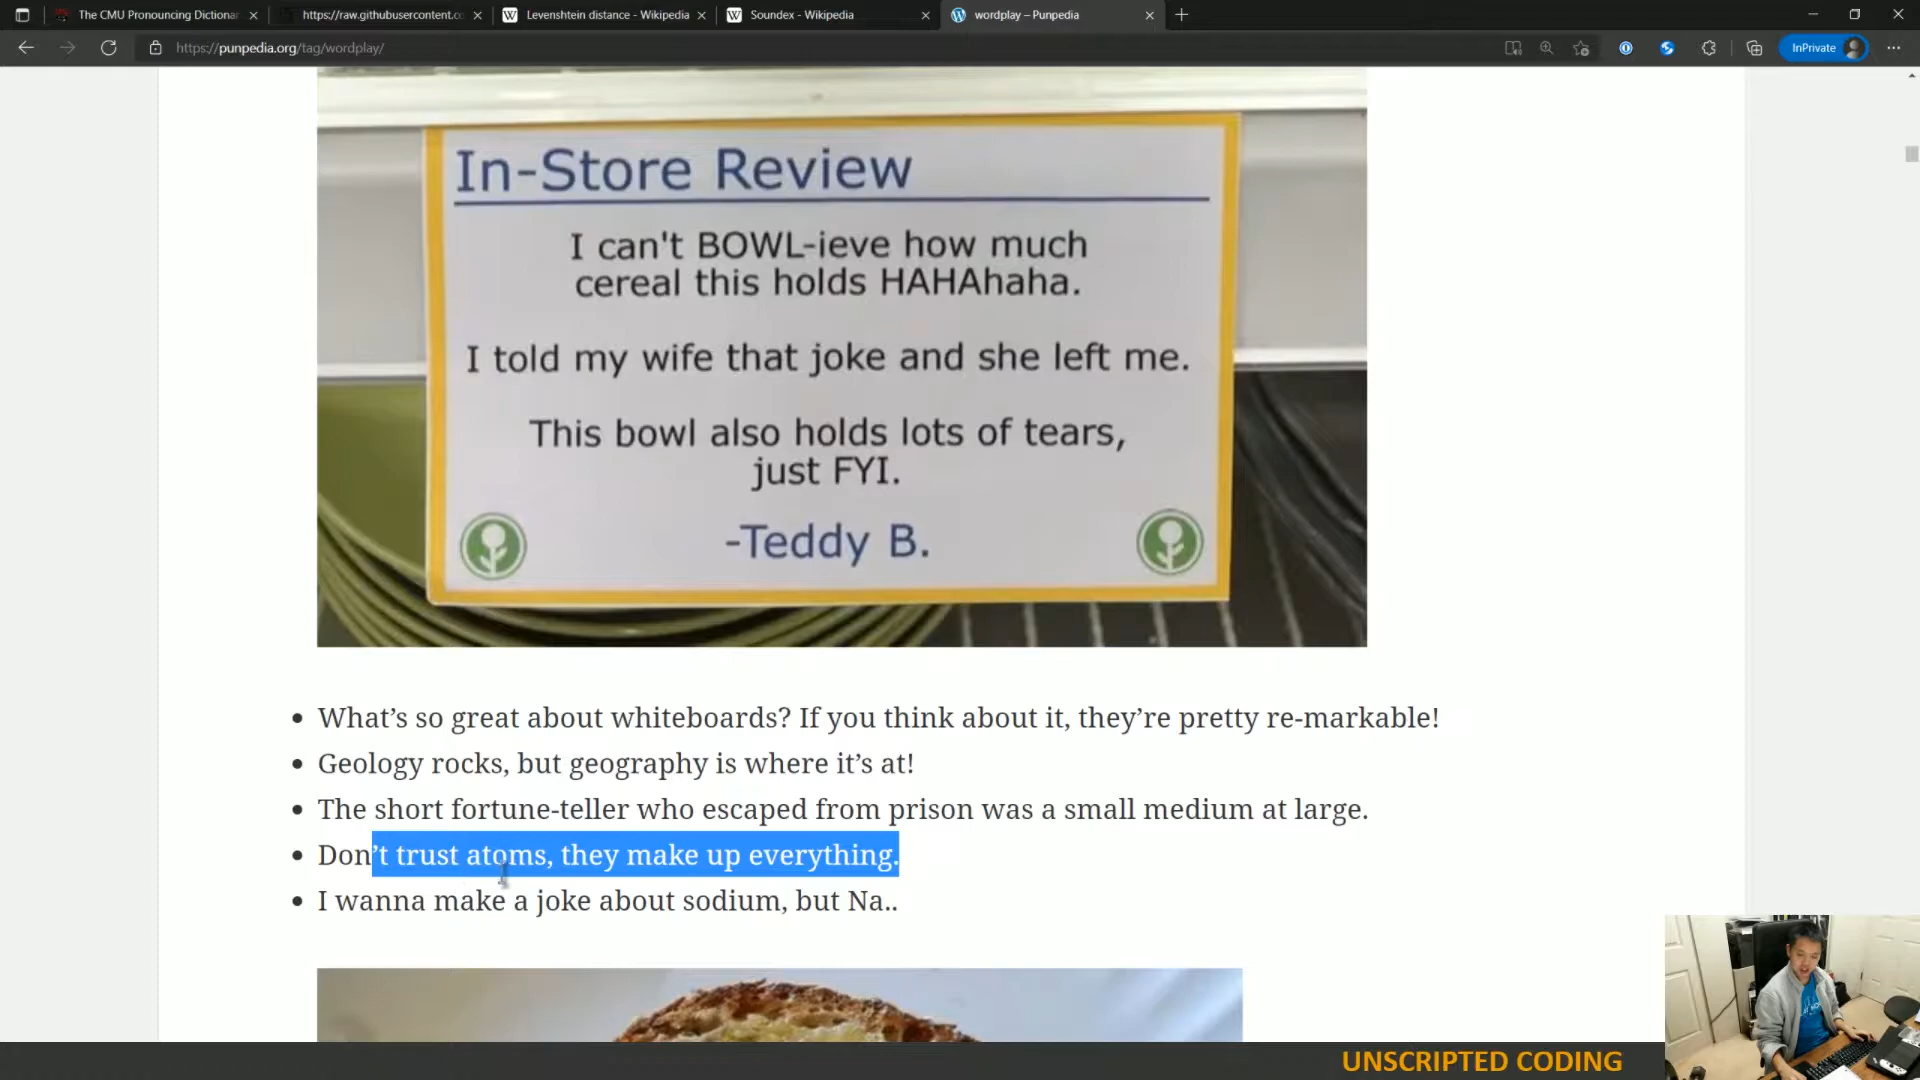 The CMU Pronouncing Dictiona
https://raw.githubusercontent.co
Levenshtein distance - Wikipedia
Soundex - Wikipedia
wordplay – Punpedia
https://punpedia.org/tag/wordplay/
InPrivate
In-Store Review
I can't BOWL-ieve how much
cereal this holds HAHAhaha.
I told my wife that joke and she left me.
This bowl also holds lots of tears,
just FYI.
-Teddy B.
What’s so great about whiteboards? If you think about it, they’re pretty re-markable!
Geology rocks, but geography is where it’s at!
The short fortune-teller who escaped from prison was a small medium at large.
Don’t trust atoms, they make up everything.
I wanna make a joke about sodium, but Na..
UNSCRIPTED CODING